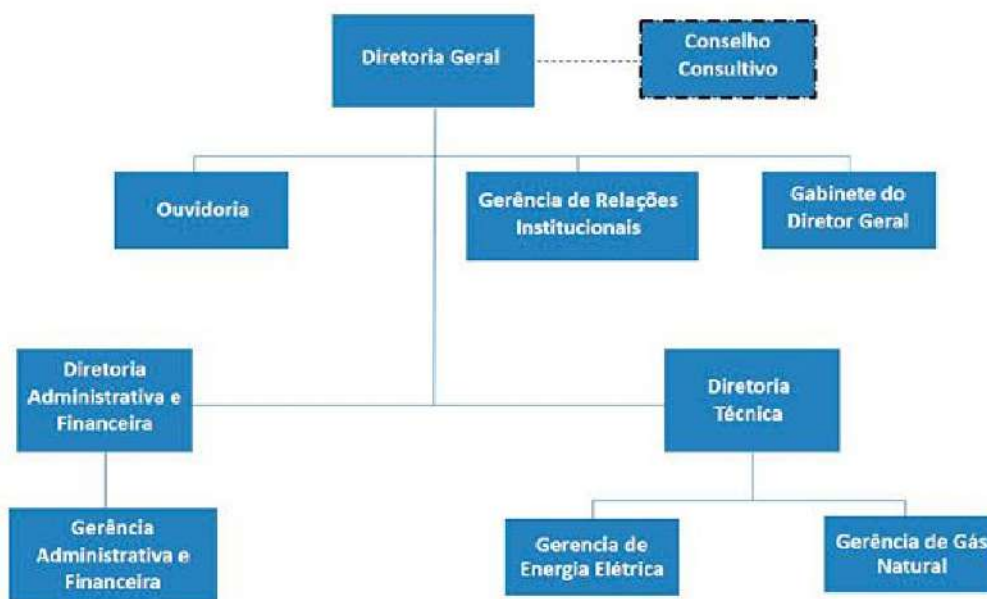 Diretoria Geral
Conselho
Consultivo
Ouvidoria
Gerência de Relações
Institucionais
Gabinete do
Diretor Geral
Diretoria
Administrativa e
Financeira
Diretoria
Técnica
Gerência
Administrativa e
Financeira
Gerencia de
Energia Elétrica
Gerência de Gás
Natural